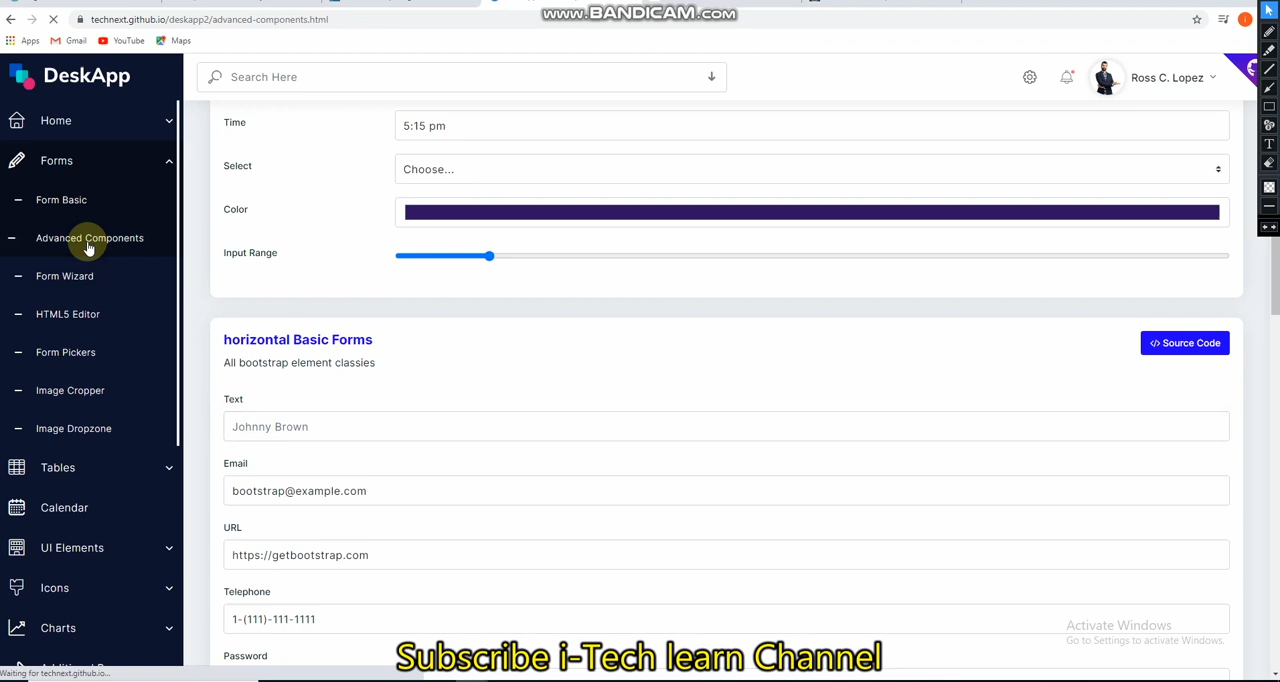 www.BANDICAM.com
technext.github.io/deskapp2/advanced-components.html
Apps Gmail YouTube Maps
DeskApp
Search Here
Ross C. Lopez
Home
Forms
Form Basic
Advanced Components
Form Wizard
HTML5 Editor
Form Pickers
Image Cropper
Image Dropzone
Tables
Calendar
UI Elements
Icons
Charts
Time
5:15 pm
Select
Choose...
Color
Input Range
horizontal Basic Forms
</> Source Code
All bootstrap element classies
Text
Johnny Brown
Email
bootstrap@example.com
URL
https://getbootstrap.com
Telephone
1-(111)-111-1111
Password
Activate Windows
Go to Settings to activate Windows.
Subscribe i-Tech learn Channel
Waiting for technext.github.io...